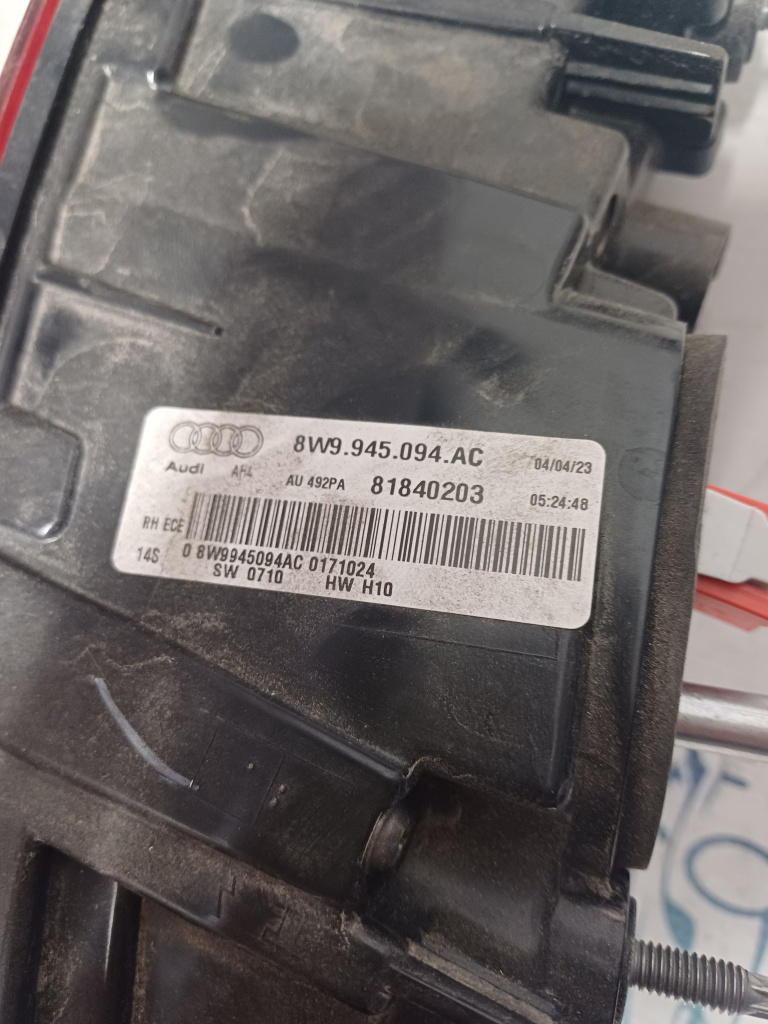 8W9.945.094.AC 04/04/23
Audi AU 492PA 81840203 05:24:48
RH ECE
14S 0 8W9945094AC 0171024
SW 0710 HW H10